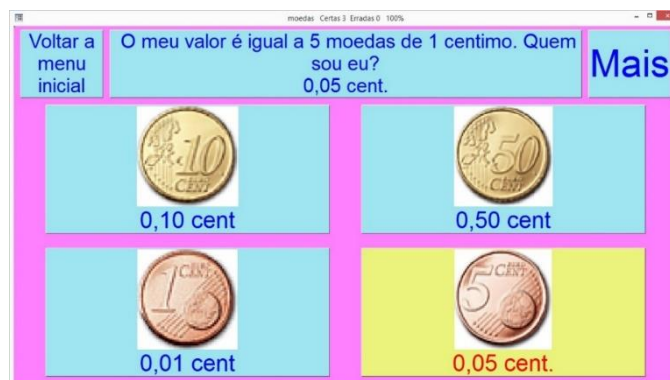 moedas Certas 3 Erradas 0 100%
Voltar a
menu
inicial
O meu valor é igual a 5 moedas de 1 centimo. Quem
sou eu?
0,05 cent.
Mais
10
EURO
CENT
0,10 cent
50
EURO
CENT
0,50 cent
1
EURO
CENT
0,01 cent
5
EURO
CENT
0,05 cent.